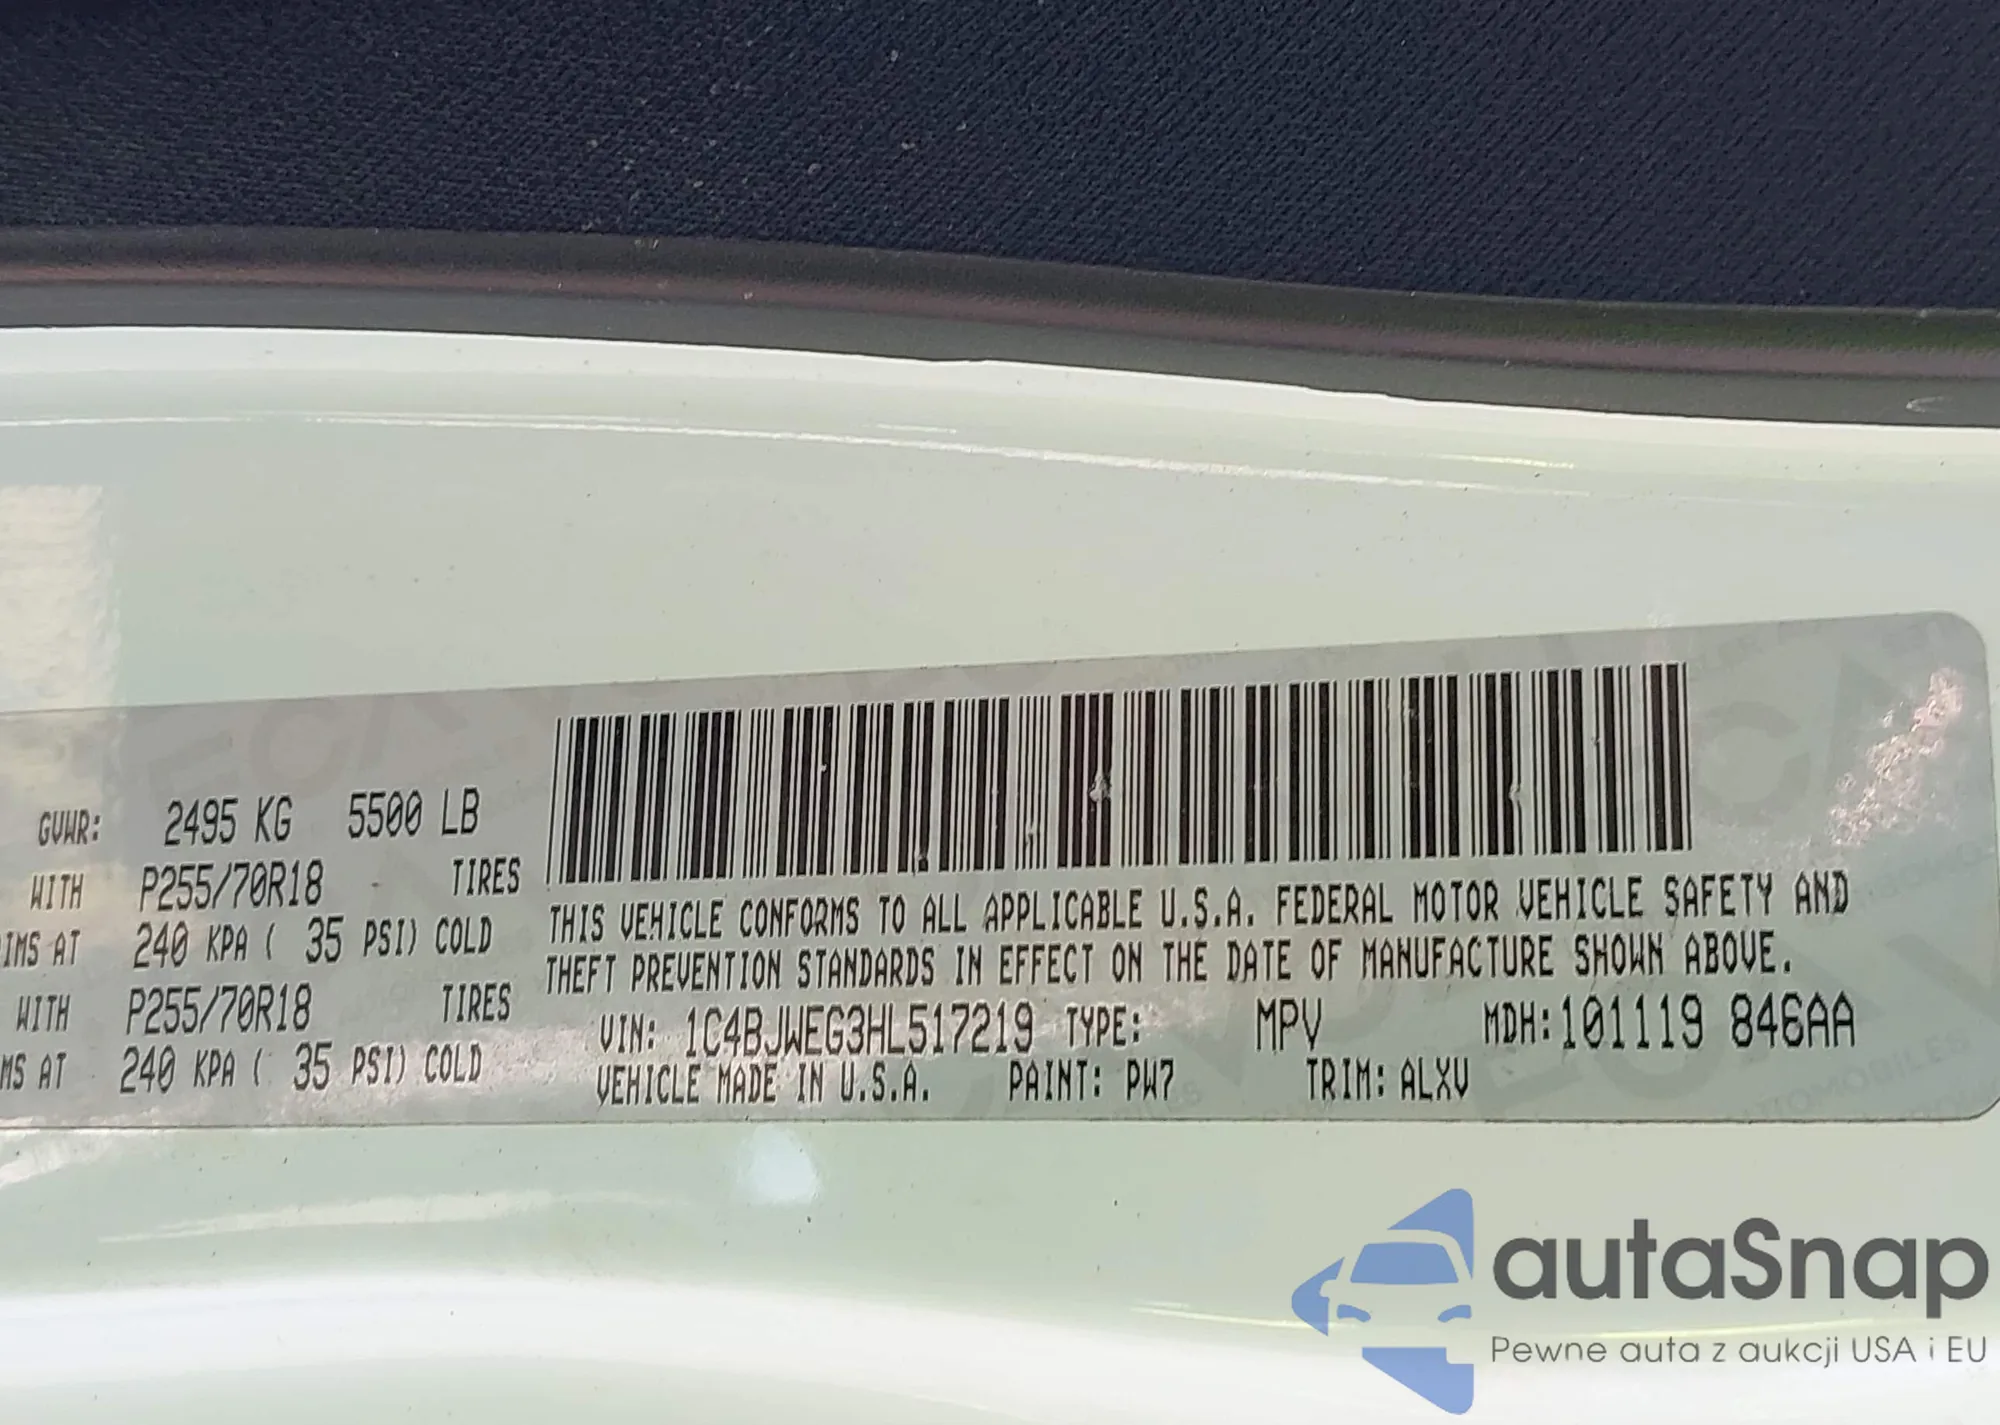 GVWR: 2495 KG 5500 LB
WITH P255/70R18 TIRES
IMS AT 240 KPA ( 35 PSI) COLD
WITH P255/70R18 TIRES
MS AT 240 KPA ( 35 PSI) COLD
THIS VEHICLE CONFORMS TO ALL APPLICABLE U.S.A. FEDERAL MOTOR VEHICLE SAFETY AND
THEFT PREVENTION STANDARDS IN EFFECT ON THE DATE OF MANUFACTURE SHOWN ABOVE.
VIN: 1C4BJWEG3HL517219 TYPE: MPV MDH:101119 846AA
VEHICLE MADE IN U.S.A. PAINT: PW7 TRIM: ALXV
autaSnap
Pewne auta z aukcji USA i EU